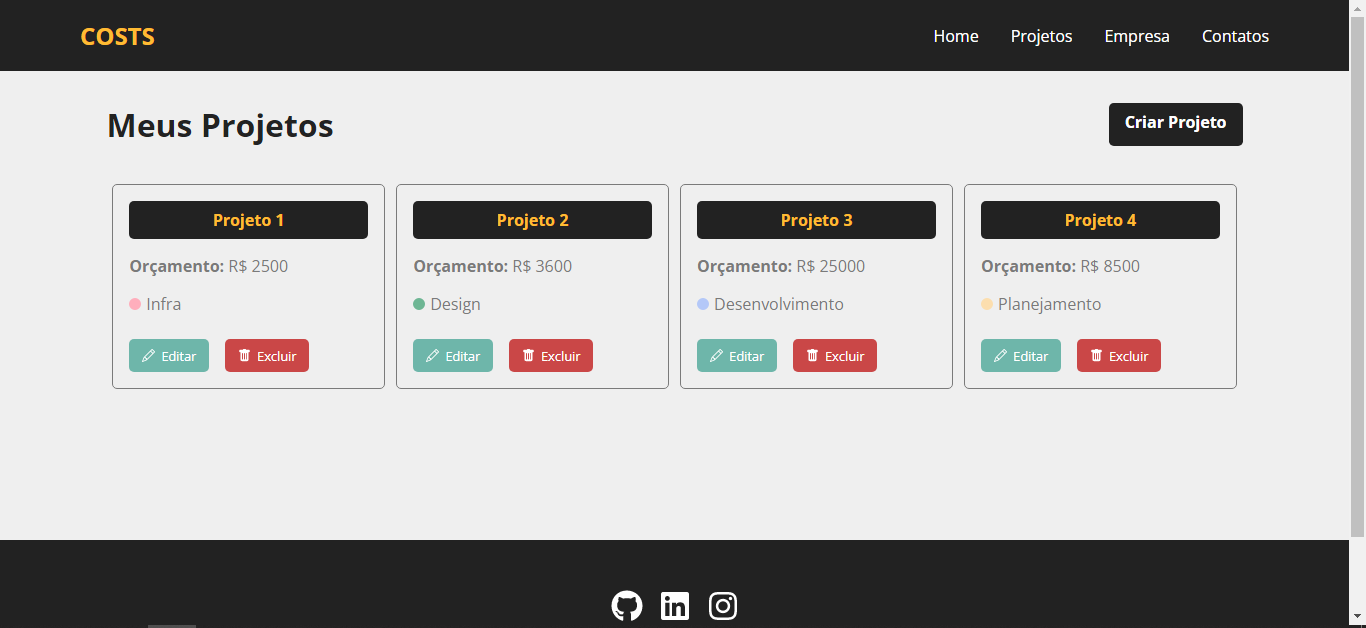 COSTS
Home Projetos Empresa Contatos
Meus Projetos
Criar Projeto
Projeto 1
Orçamento: R$ 2500
Infra
Editar Excluir
Projeto 2
Orçamento: R$ 3600
Design
Editar Excluir
Projeto 3
Orçamento: R$ 25000
Desenvolvimento
Editar Excluir
Projeto 4
Orçamento: R$ 8500
Planejamento
Editar Excluir
in